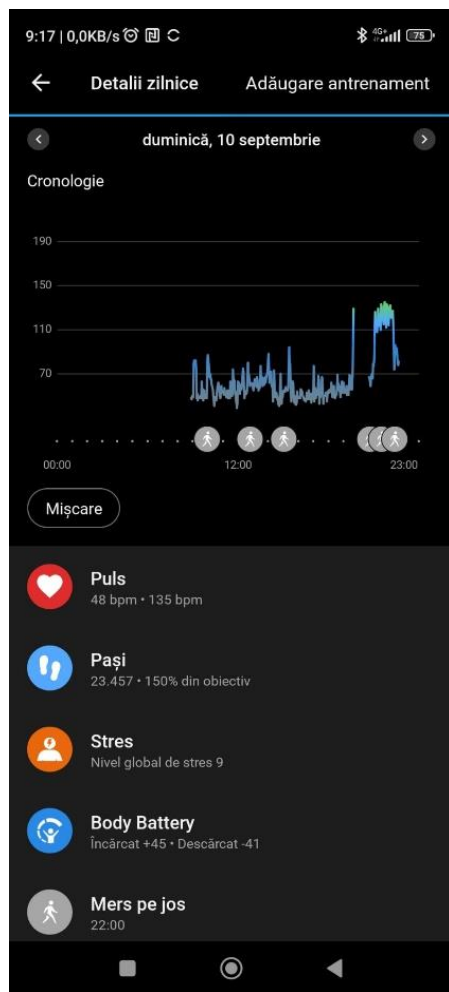 9:17 | 0,0KB/s 4G+ 75
Detalii zilnice Adăugare antrenament
duminică, 10 septembrie
Cronologie
190
150
110
70
00:00 12:00 23:00
Mișcare
Puls
48 bpm • 135 bpm
Pași
23.457 • 150% din obiectiv
Stres
Nivel global de stres 9
Body Battery
Încărcat +45 • Descărcat -41
Mers pe jos
22:00